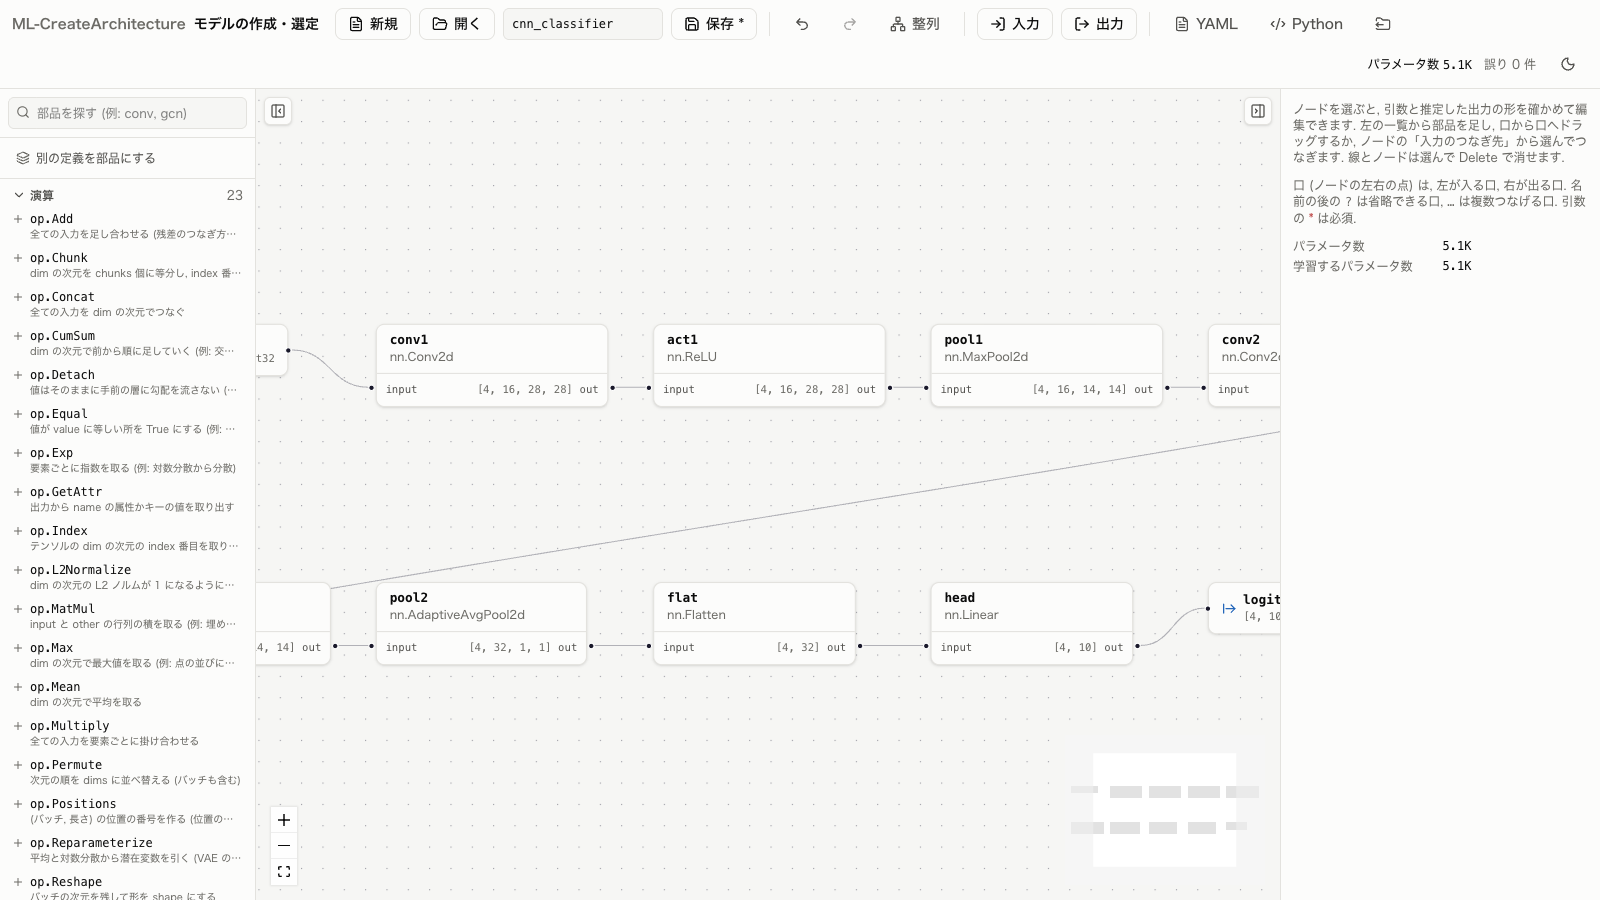 ML-CreateArchitecture モデルの作成・選定 新規 開く cnn_classifier 保存 * 整列 入力 出力 YAML Python
パラメータ数 5.1K 誤り 0 件
部品を探す (例: conv, gcn)
別の定義を部品にする
演算 23
op.Add
全ての入力を足し合わせる (残差のつなぎ方…
op.Chunk
dim の次元を chunks 個に等分し, index 番…
op.Concat
全ての入力を dim の次元でつなぐ
op.CumSum
dim の次元で前から順に足していく (例: 交…
op.Detach
値はそのままに手前の層に勾配を流さない (…
op.Equal
値が value に等しい所を True にする (例: …
op.Exp
要素ごとに指数を取る (例: 対数分散から分散)
op.GetAttr
出力から name の属性かキーの値を取り出す
op.Index
テンソルの dim の次元の index 番目を取り…
op.L2Normalize
dim の次元の L2 ノルムが 1 になるように…
op.MatMul
input と other の行列の積を取る (例: 埋め…
op.Max
dim の次元で最大値を取る (例: 点の並びに…
op.Mean
dim の次元で平均を取る
op.Multiply
全ての入力を要素ごとに掛け合わせる
op.Permute
次元の順を dims に並べ替える (バッチも含む)
op.Positions
(バッチ, 長さ) の位置の番号を作る (位置の…
op.Reparameterize
平均と対数分散から潜在変数を引く (VAE の…
op.Reshape
バッチの次元を残して形を shape にする
t32
conv1
nn.Conv2d
input [4, 16, 28, 28] out
act1
nn.ReLU
input [4, 16, 28, 28] out
pool1
nn.MaxPool2d
input [4, 16, 14, 14] out
conv2
nn.Conv2d
input
4, 14] out
pool2
nn.AdaptiveAvgPool2d
input [4, 32, 1, 1] out
flat
nn.Flatten
input [4, 32] out
head
nn.Linear
input [4, 10] out
logit
[4, 10
ノードを選ぶと, 引数と推定した出力の形を確かめて編
集できます. 左の一覧から部品を足し, 口から口へドラ
ッグするか, ノードの「入力のつなぎ先」から選んでつ
なぎます. 線とノードは選んで Delete で消せます.
口 (ノードの左右の点) は, 左が入る口, 右が出る口. 名
前の後の ? は省略できる口, … は複数つなげる口. 引数
の * は必須.
パラメータ数 5.1K
学習するパラメータ数 5.1K